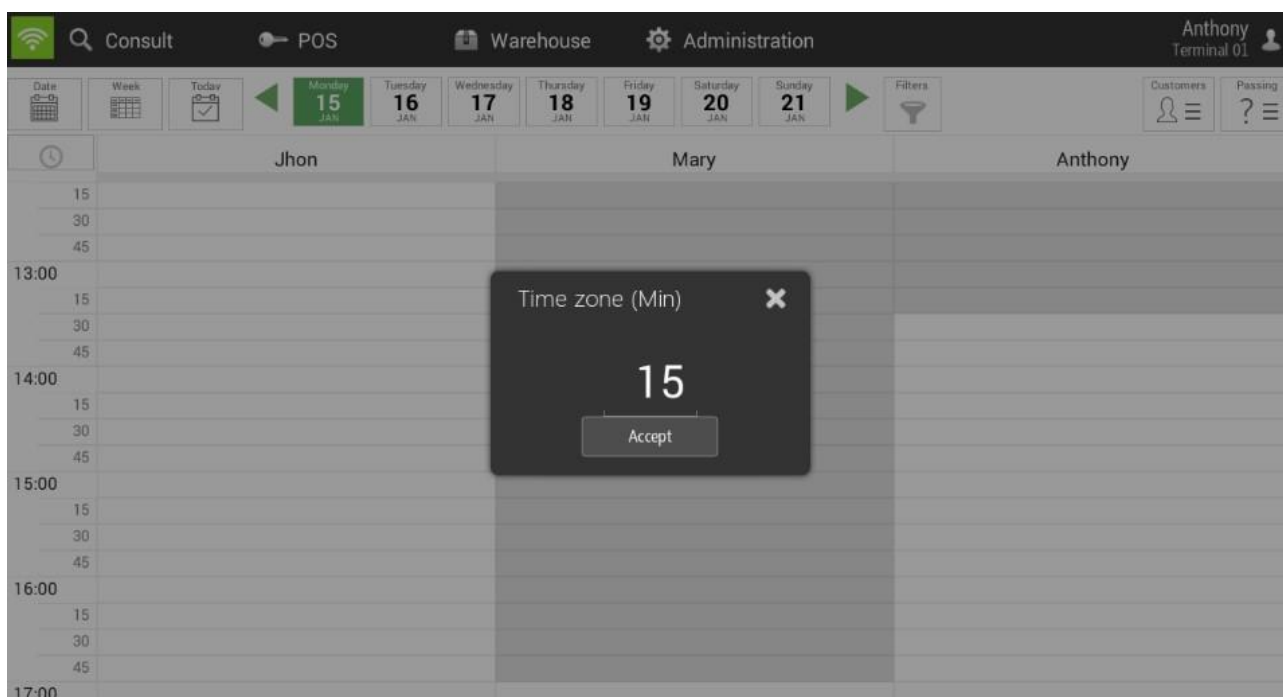 Consult POS Warehouse Administration Anthony
Terminal 01
Date Week Today Monday Tuesday Wednesday Thursday Friday Saturday Sunday Filters Customers Passing
15 16 17 18 19 20 21 ?
JAN JAN JAN JAN JAN JAN JAN
Jhon Mary Anthony
15
30
45
13:00
15
30
45
14:00
15
30
45
15:00
15
30
45
16:00
15
30
45
17:00
Time zone (Min)
15
Accept